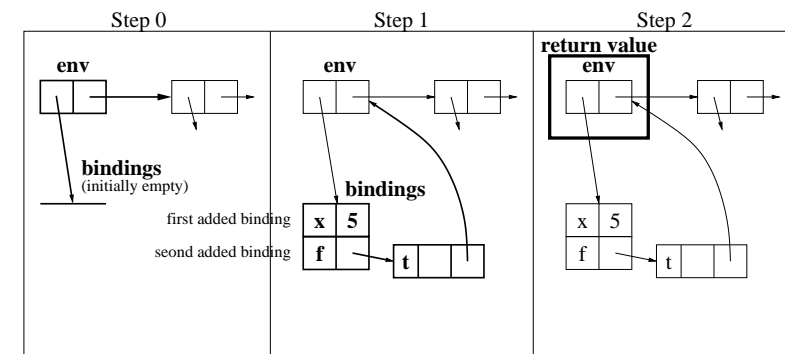 Step 0
Step 1
Step 2
return value
env
env
env
bindings
(initially empty)
bindings
first added binding
x 5
seond added binding
f
t
x 5
f
t